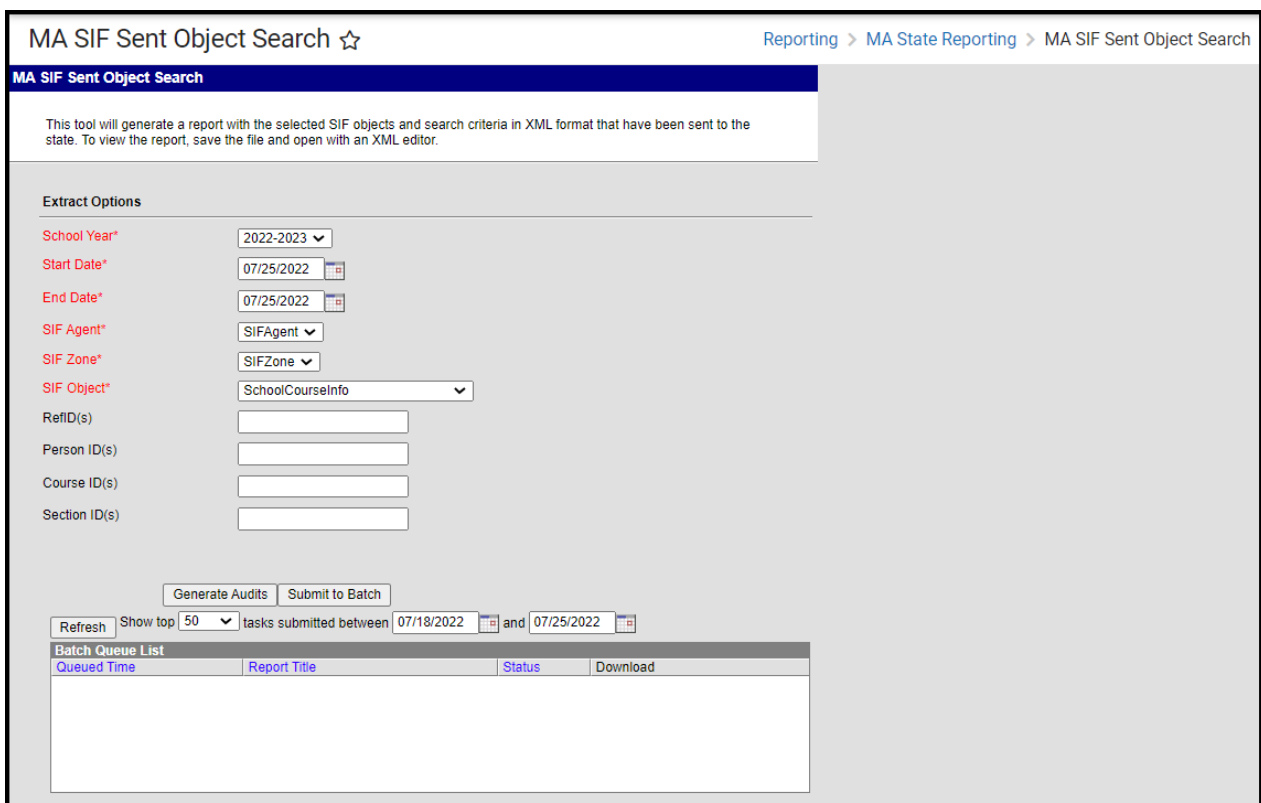 MA SIF Sent Object Search
Reporting > MA State Reporting > MA SIF Sent Object Search
MA SIF Sent Object Search
This tool will generate a report with the selected SIF objects and search criteria in XML format that have been sent to the
state. To view the report, save the file and open with an XML editor.
Extract Options
School Year* 2022-2023
Start Date* 07/25/2022
End Date* 07/25/2022
SIF Agent* SIFAgent
SIF Zone* SIFZone
SIF Object* SchoolCourseInfo
RefID(s)
Person ID(s)
Course ID(s)
Section ID(s)
Generate Audits Submit to Batch
Refresh Show top 50 tasks submitted between 07/18/2022 and 07/25/2022
Batch Queue List
Queued Time Report Title Status Download